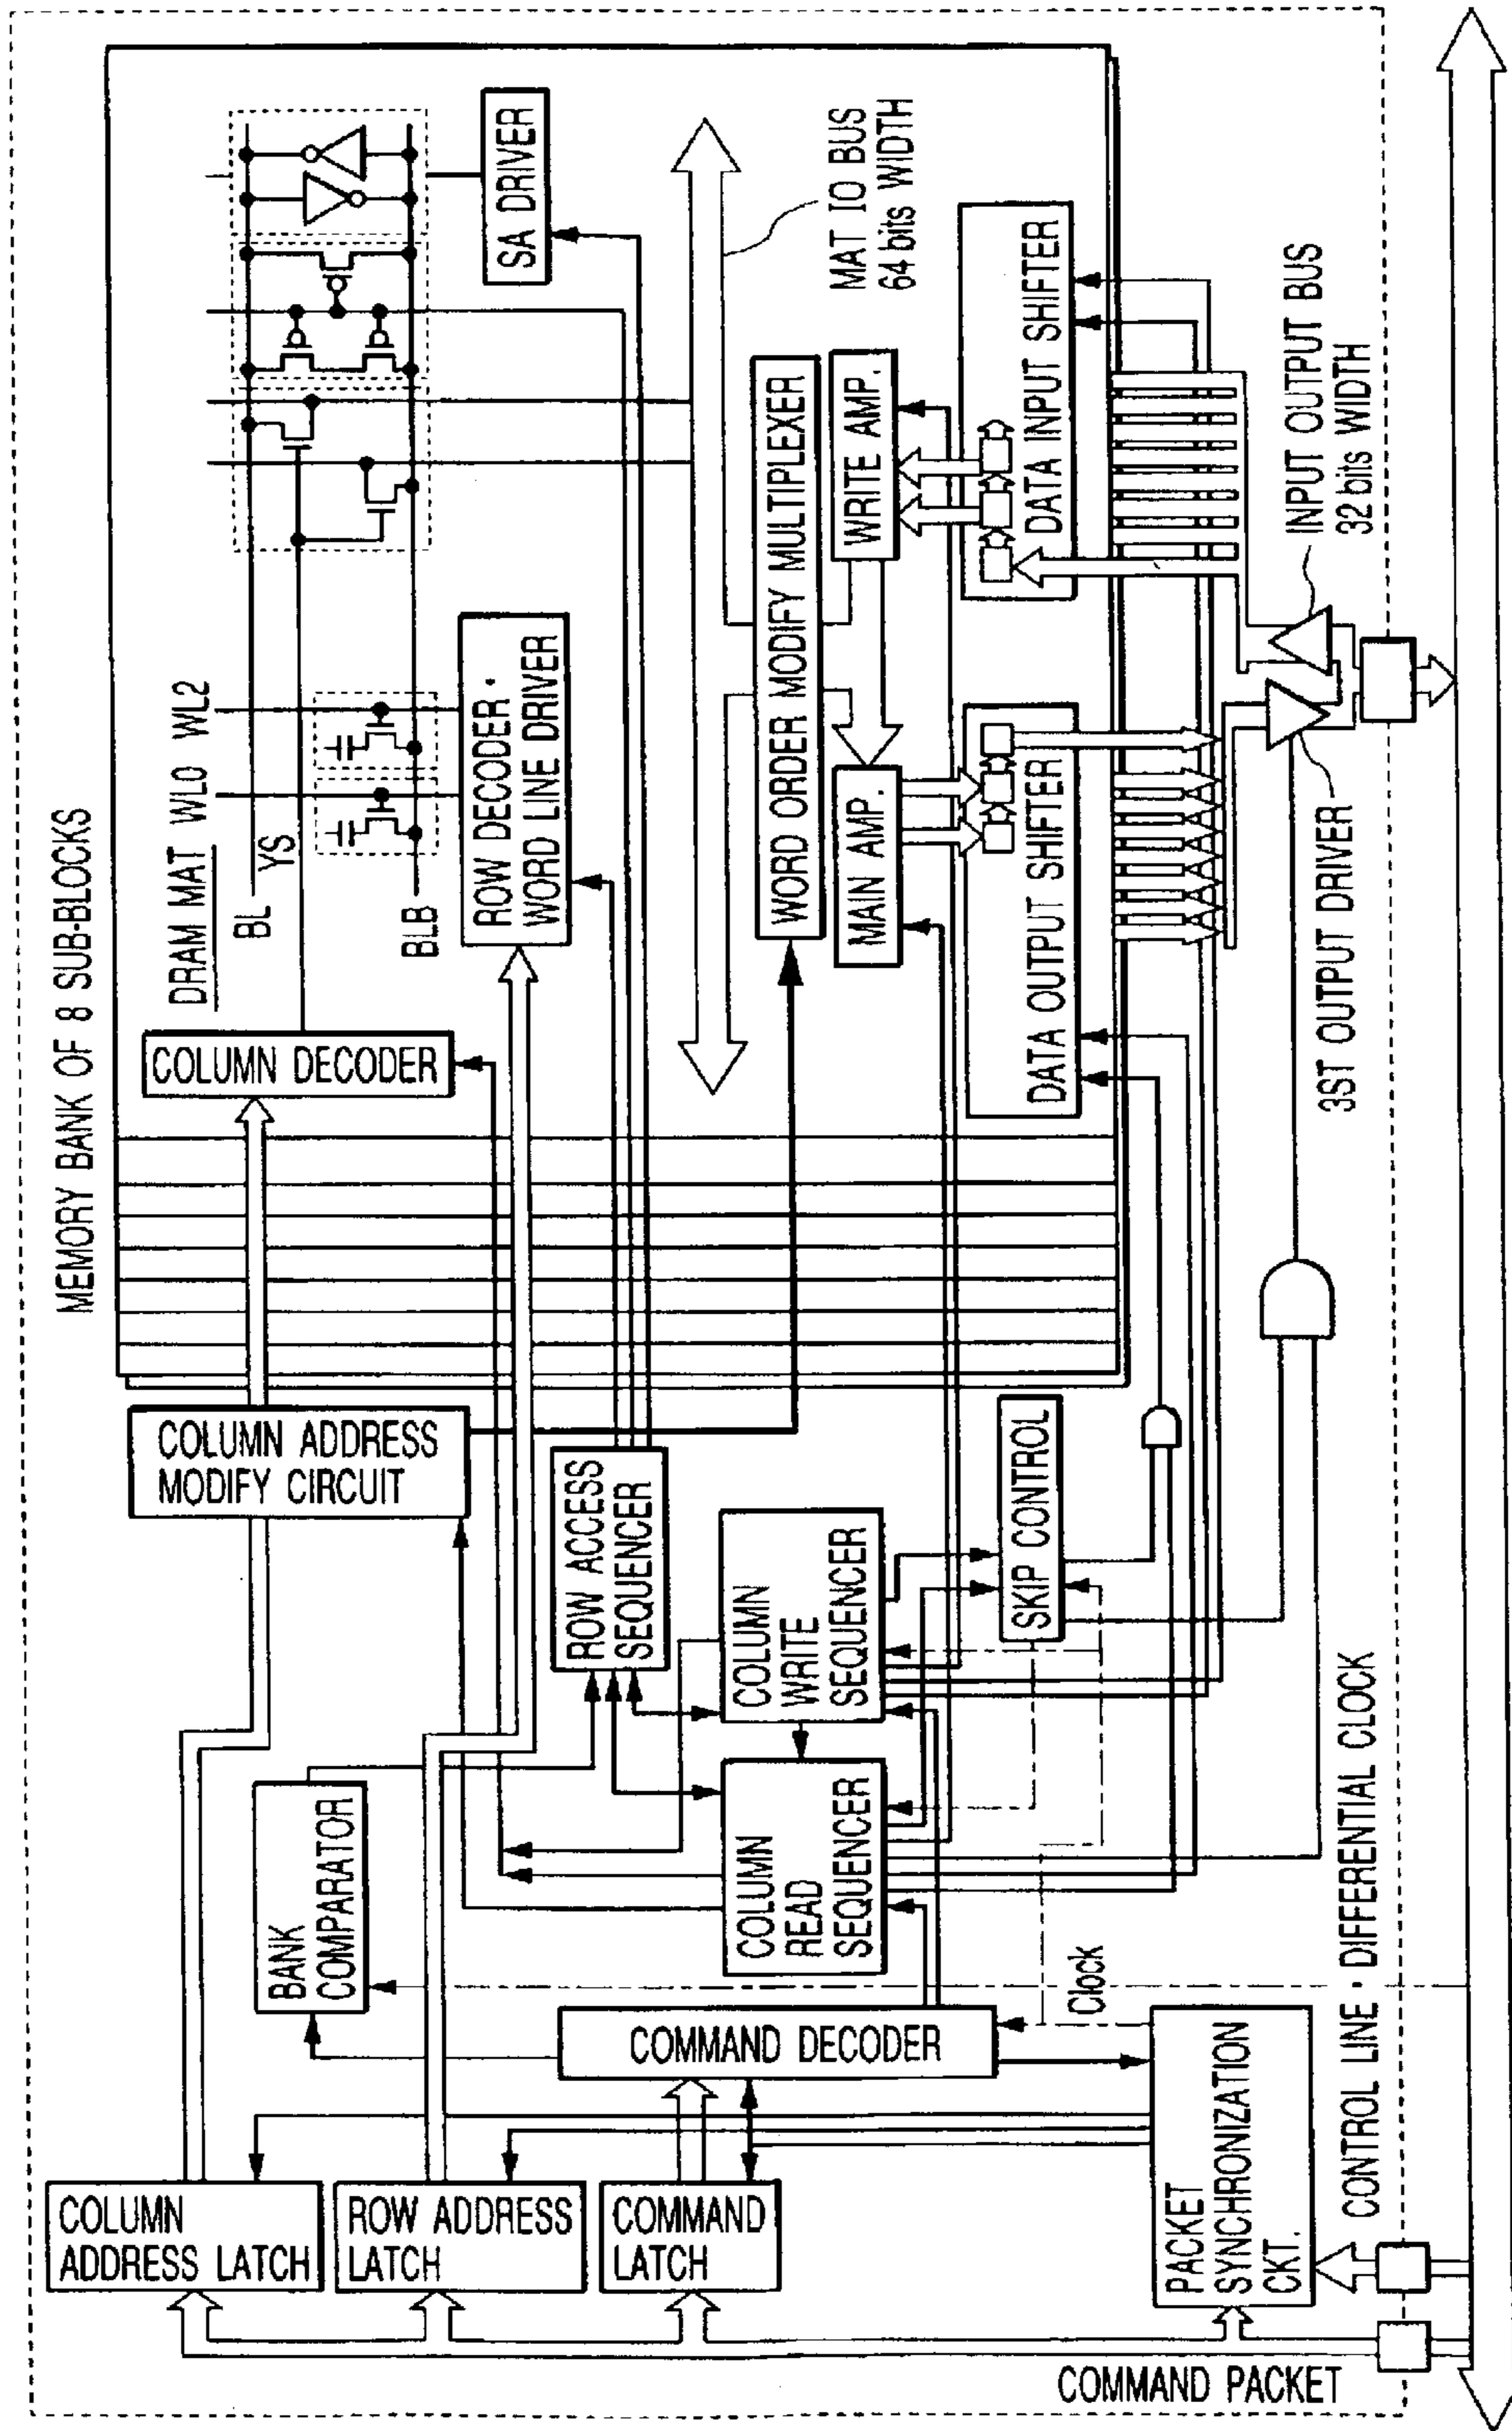 MEMORY BANK OF 8 SUB-BLOCKS
COLUMN
ADDRESS LATCH
ROW ADDRESS
LATCH
COMMAND
LATCH
PACKET
SYNCHRONIZATION
CKT.
COMMAND PACKET
CONTROL LINE · DIFFERENTIAL CLOCK
BANK
COMPARATOR
COMMAND DECODER
Clock
COLUMN
READ
SEQUENCER
COLUMN
WRITE
SEQUENCER
ROW ACCESS
SEQUENCER
SKIP CONTROL
COLUMN ADDRESS
MODIFY CIRCUIT
COLUMN DECODER
DRAM MAT
WL0
WL2
BL
YS
BLB
ROW DECODER ·
WORD LINE DRIVER
SA DRIVER
MAT IO BUS
64 bits WIDTH
WORD ORDER MODIFY MULTIPLEXER
MAIN AMP.
WRITE AMP.
DATA OUTPUT SHIFTER
DATA INPUT SHIFTER
3ST OUTPUT DRIVER
INPUT OUTPUT BUS
32 bits WIDTH